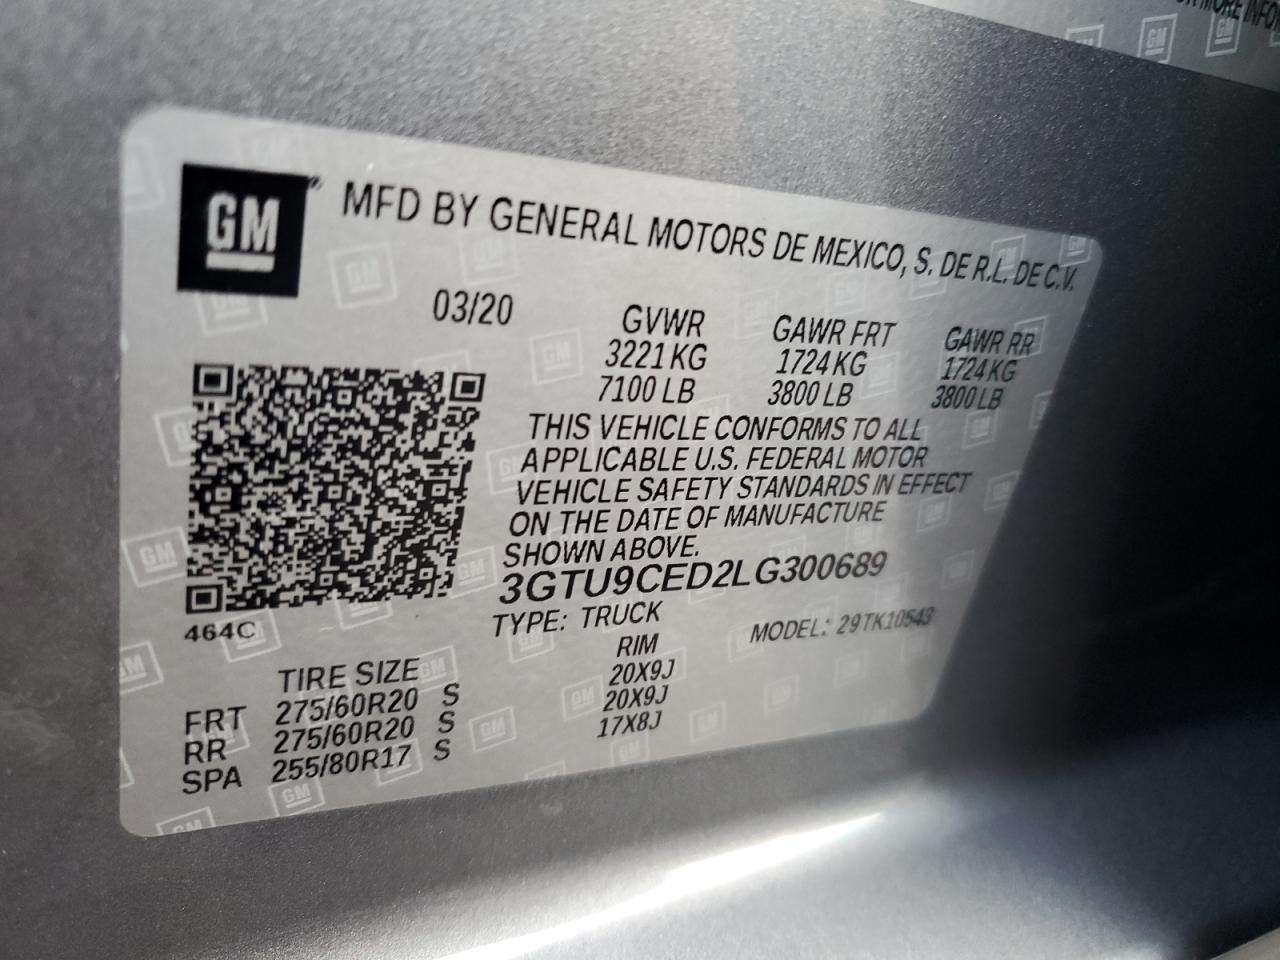 MORE INFO
GM® MFD BY GENERAL MOTORS DE MEXICO, S. DE R.L. DE C.V.
03/20 GVWR GAWR FRT GAWR RR
3221 KG 1724 KG 1724 KG
7100 LB 3800 LB 3800 LB
THIS VEHICLE CONFORMS TO ALL
APPLICABLE U.S. FEDERAL MOTOR
VEHICLE SAFETY STANDARDS IN EFFECT
ON THE DATE OF MANUFACTURE
SHOWN ABOVE.
3GTU9CED2LG300689
464C TYPE: TRUCK MODEL: 29TK10543
TIRE SIZE RIM
FRT 275/60R20 S 20X9J
RR 275/60R20 S 20X9J
SPA 255/80R17 S 17X8J